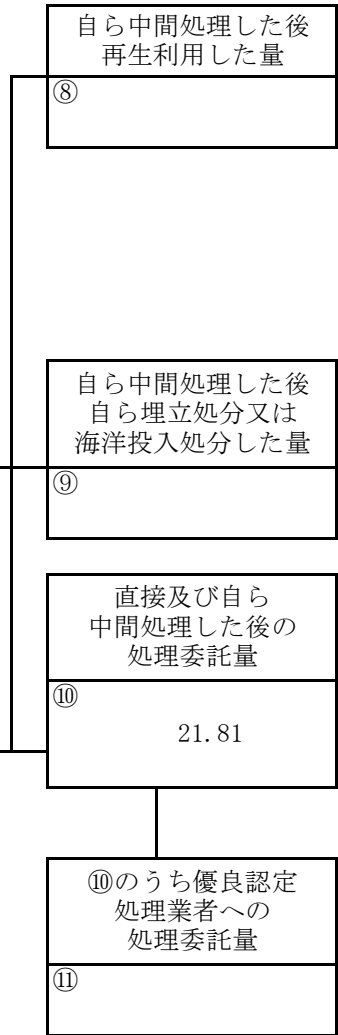 自ら中間処理した後
再生利用した量
⑧
自ら中間処理した後
自ら埋立処分又は
海洋投入処分した量
⑨
直接及び自ら
中間処理した後の
処理委託量
⑩
21.81
⑩のうち優良認定
処理業者への
処理委託量
⑪